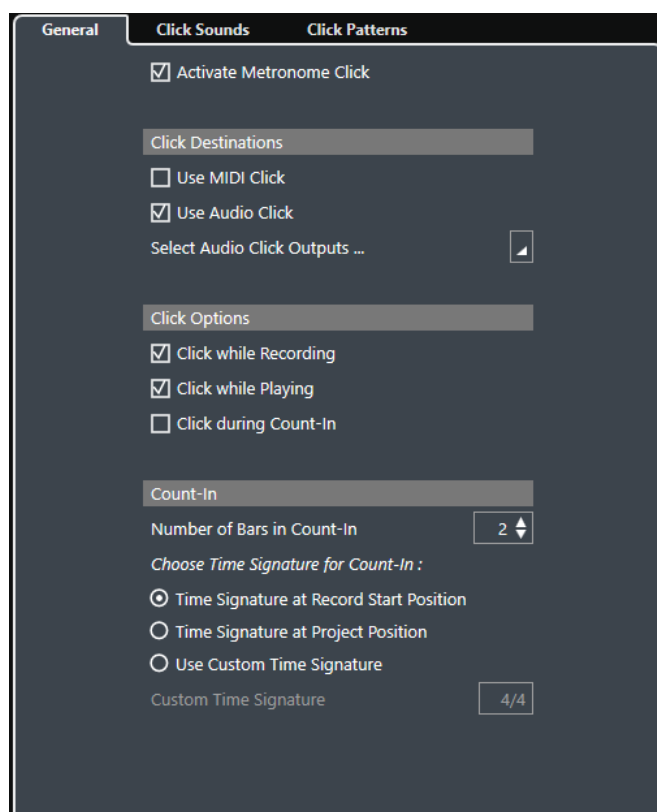 General Click Sounds Click Patterns
Activate Metronome Click
Click Destinations
Use MIDI Click
Use Audio Click
Select Audio Click Outputs ...
Click Options
Click while Recording
Click while Playing
Click during Count-In
Count-In
Number of Bars in Count-In 2
Choose Time Signature for Count-In :
Time Signature at Record Start Position
Time Signature at Project Position
Use Custom Time Signature
Custom Time Signature 4/4